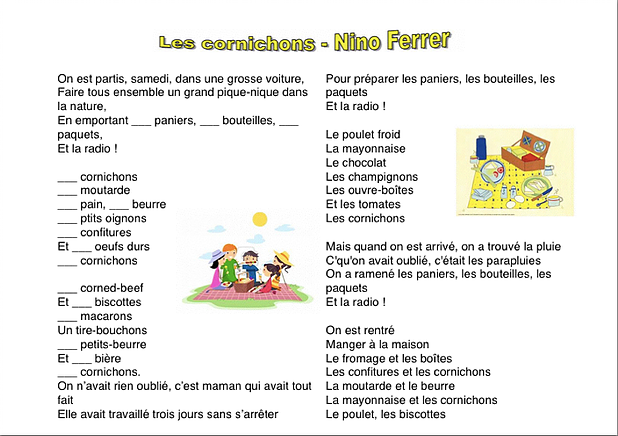 Les cornichons - Nino Ferrer
On est partis, samedi, dans une grosse voiture,
Faire tous ensemble un grand pique-nique dans
la nature,
En emportant ___ paniers, ___ bouteilles, ___
paquets,
Et la radio !
___ cornichons
___ moutarde
___ pain, ___ beurre
___ ptits oignons
___ confitures
Et ___ oeufs durs
___ cornichons
___ corned-beef
Et ___ biscottes
___ macarons
Un tire-bouchons
___ petits-beurre
Et ___ bière
___ cornichons.
On n'avait rien oublié, c'est maman qui avait tout
fait
Elle avait travaillé trois jours sans s'arrêter
Pour préparer les paniers, les bouteilles, les
paquets
Et la radio !
Le poulet froid
La mayonnaise
Le chocolat
Les champignons
Les ouvre-boîtes
Et les tomates
Les cornichons
Mais quand on est arrivé, on a trouvé la pluie
C'qu'on avait oublié, c'était les parapluies
On a ramené les paniers, les bouteilles, les
paquets
Et la radio !
On est rentré
Manger à la maison
Le fromage et les boîtes
Les confitures et les cornichons
La moutarde et le beurre
La mayonnaise et les cornichons
Le poulet, les biscottes